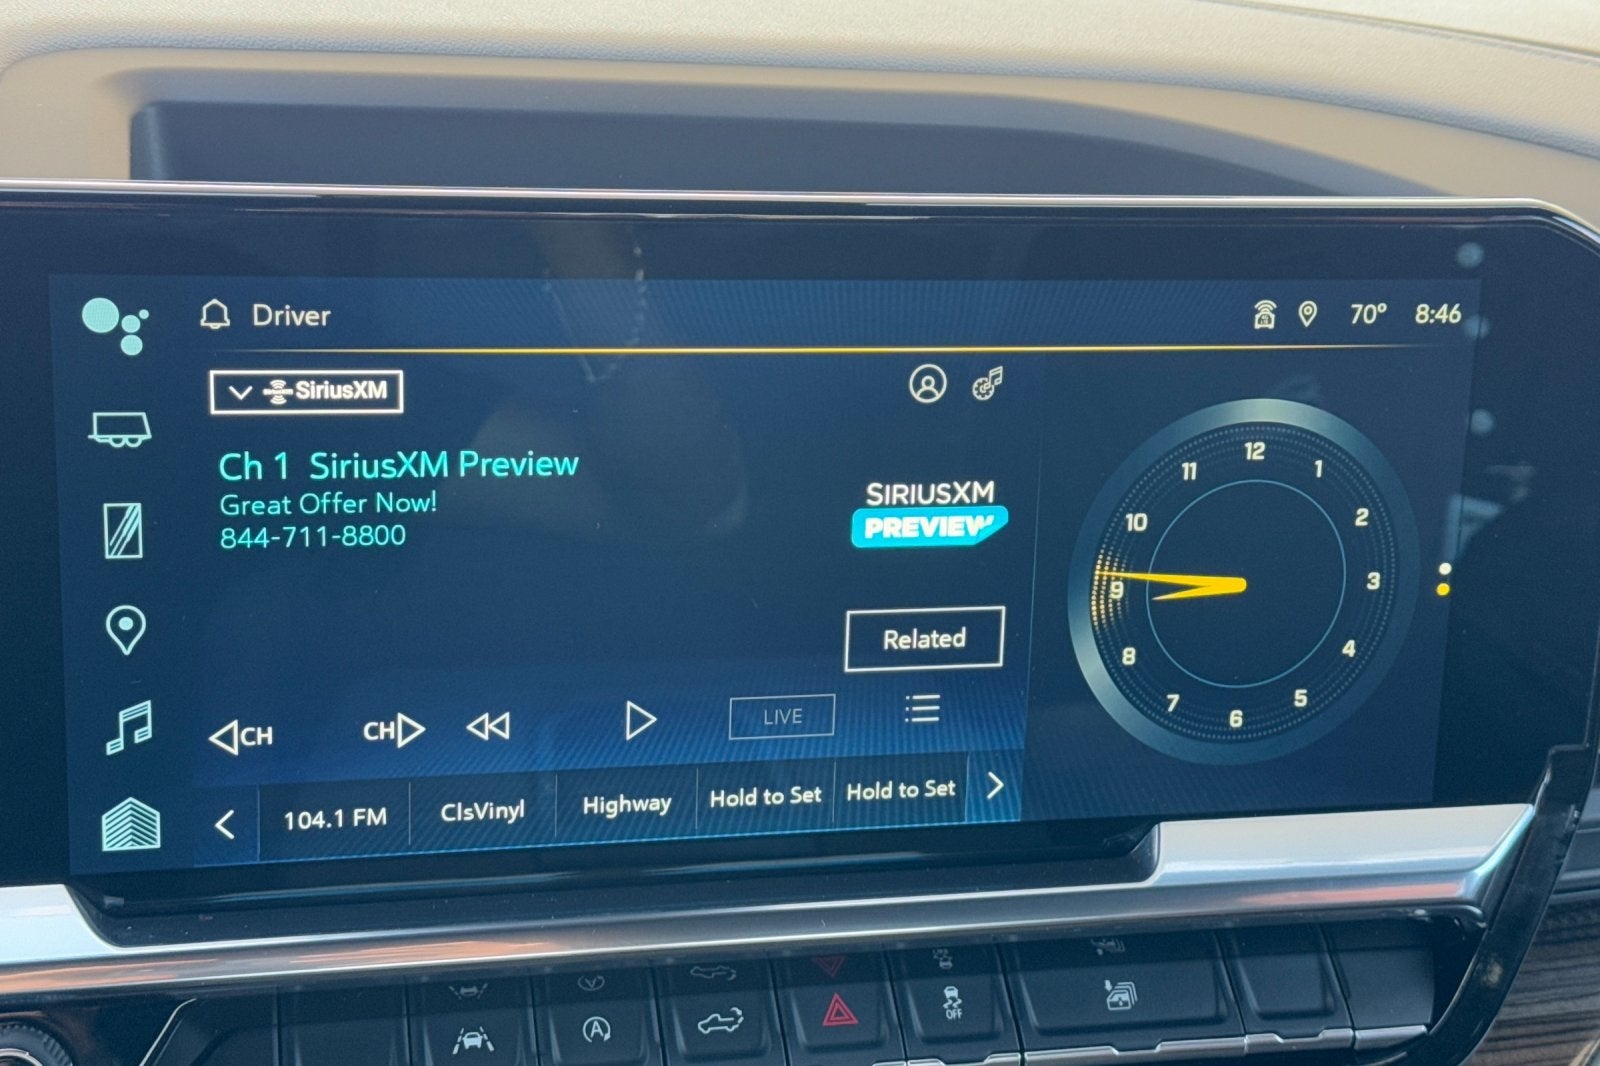 Driver
70° 8:46
SiriusXM
Ch 1 SiriusXM Preview
Great Offer Now!
844-711-8800
SIRIUSXM
PREVIEW
Related
CH
CH
LIVE
104.1 FM
ClsVinyl
Highway
Hold to Set
Hold to Set
12
1
2
3
4
5
6
7
8
9
10
11
A
OFF